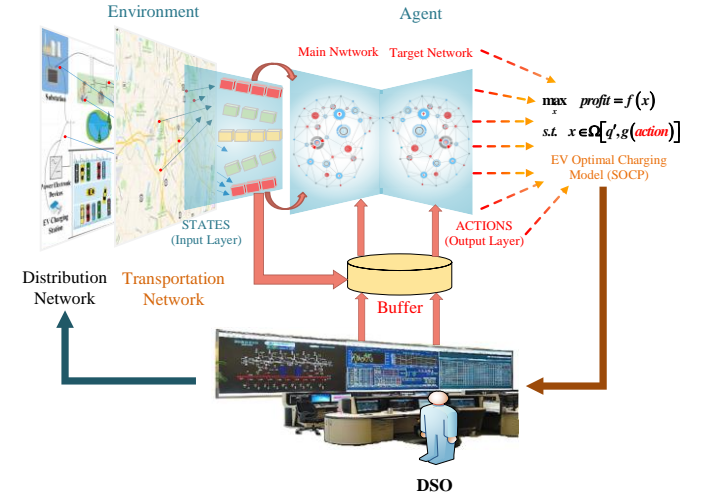 Environment
Agent
Main Nwtwork
Target Network
Substation
Power Electronic
Devices
EV Charging
Station
max profit = f(x)
x
s.t. x ∈ Ω[q′, g(action)]
EV Optimal Charging
Model (SOCP)
STATES
(Input Layer)
ACTIONS
(Output Layer)
Distribution
Network
Transportation
Network
Buffer
DSO